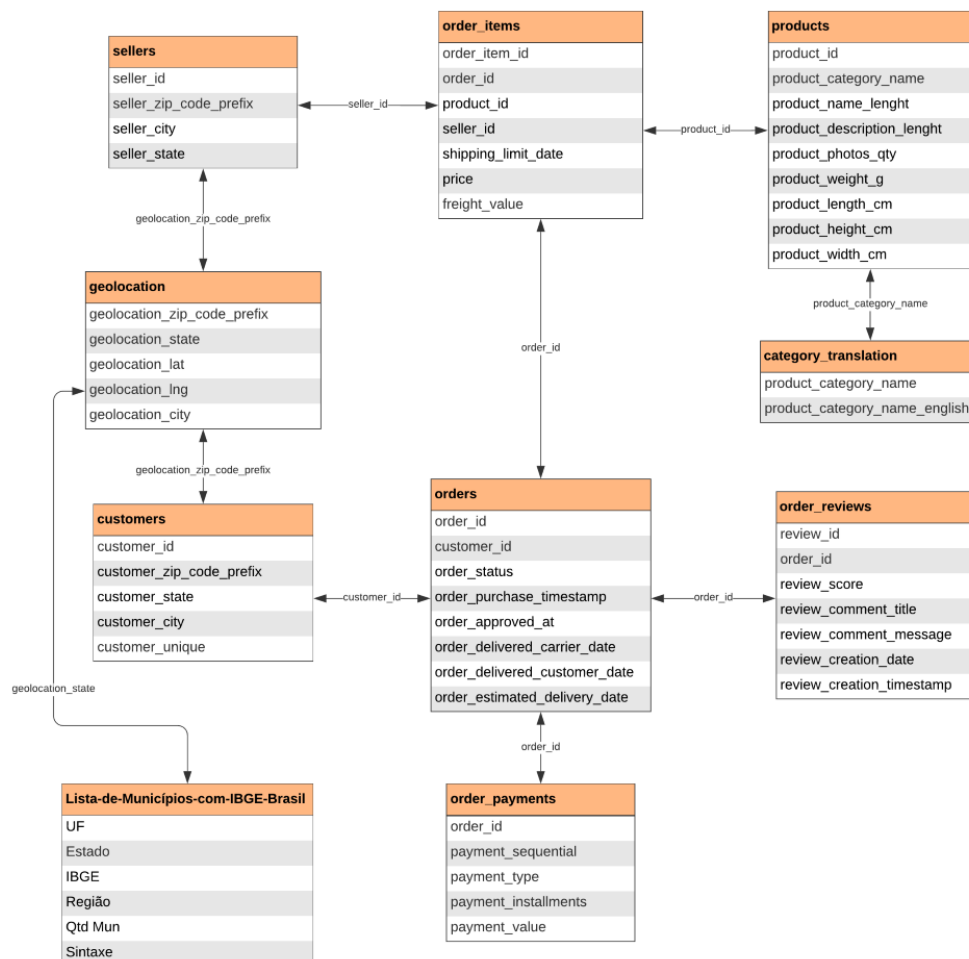 sellers
seller_id
seller_zip_code_prefix
seller_city
seller_state
seller_id
order_items
order_item_id
order_id
product_id
seller_id
shipping_limit_date
price
freight_value
product_id
products
product_id
product_category_name
product_name_lenght
product_description_lenght
product_photos_qty
product_weight_g
product_length_cm
product_height_cm
product_width_cm
product_category_name
category_translation
product_category_name
product_category_name_english
geolocation_zip_code_prefix
geolocation
geolocation_zip_code_prefix
geolocation_state
geolocation_lat
geolocation_lng
geolocation_city
geolocation_zip_code_prefix
order_id
customers
customer_id
customer_zip_code_prefix
customer_state
customer_city
customer_unique
customer_id
orders
order_id
customer_id
order_status
order_purchase_timestamp
order_approved_at
order_delivered_carrier_date
order_delivered_customer_date
order_estimated_delivery_date
order_id
order_reviews
review_id
order_id
review_score
review_comment_title
review_comment_message
review_creation_date
review_creation_timestamp
geolocation_state
order_id
Lista-de-Municípios-com-IBGE-Brasil
UF
Estado
IBGE
Região
Qtd Mun
Sintaxe
order_payments
order_id
payment_sequential
payment_type
payment_installments
payment_value